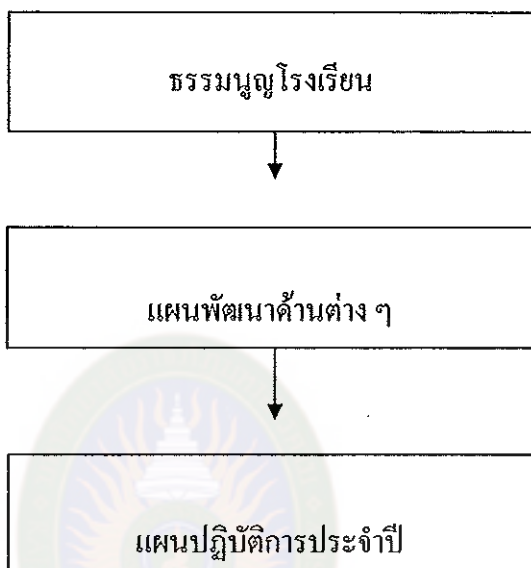 ธรรมนูญโรงเรียน
แผนพัฒนาด้านต่าง ๆ
แผนปฏิบัติการประจำปี